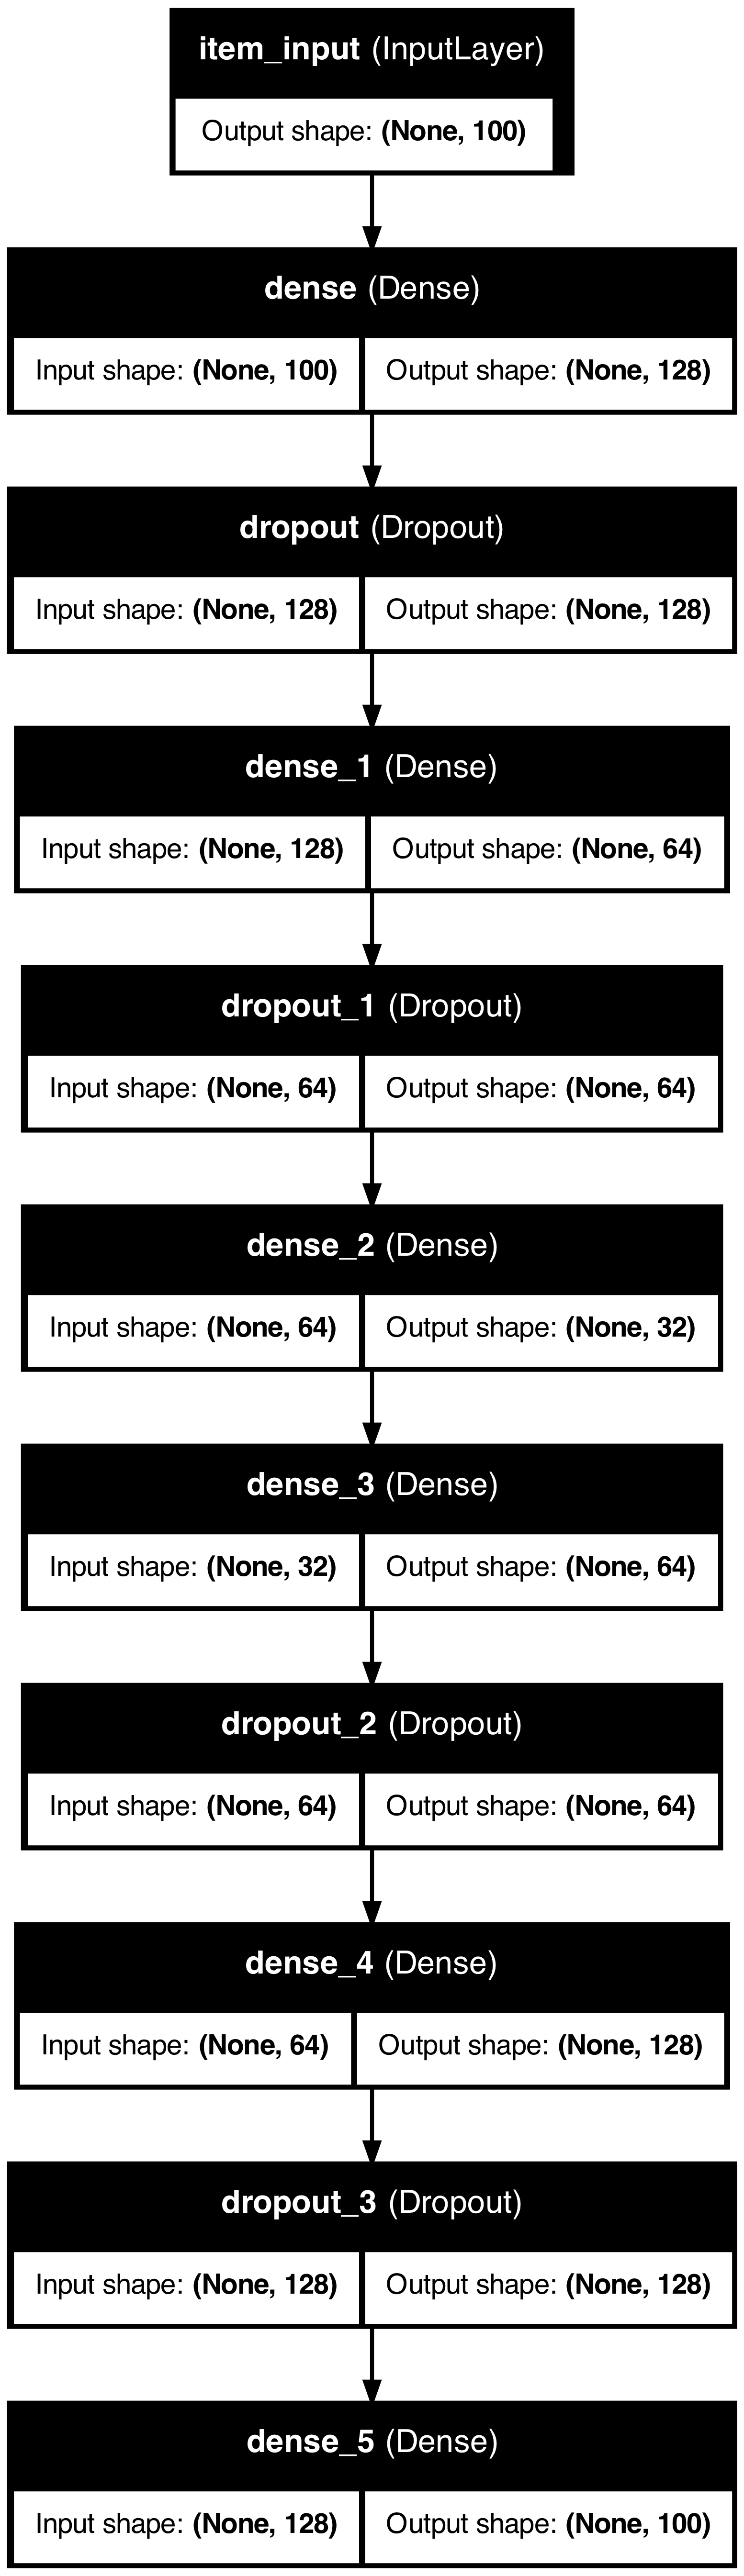 item_input (InputLayer)
Output shape: (None, 100)
dense (Dense)
Input shape: (None, 100) Output shape: (None, 128)
dropout (Dropout)
Input shape: (None, 128) Output shape: (None, 128)
dense_1 (Dense)
Input shape: (None, 128) Output shape: (None, 64)
dropout_1 (Dropout)
Input shape: (None, 64) Output shape: (None, 64)
dense_2 (Dense)
Input shape: (None, 64) Output shape: (None, 32)
dense_3 (Dense)
Input shape: (None, 32) Output shape: (None, 64)
dropout_2 (Dropout)
Input shape: (None, 64) Output shape: (None, 64)
dense_4 (Dense)
Input shape: (None, 64) Output shape: (None, 128)
dropout_3 (Dropout)
Input shape: (None, 128) Output shape: (None, 128)
dense_5 (Dense)
Input shape: (None, 128) Output shape: (None, 100)